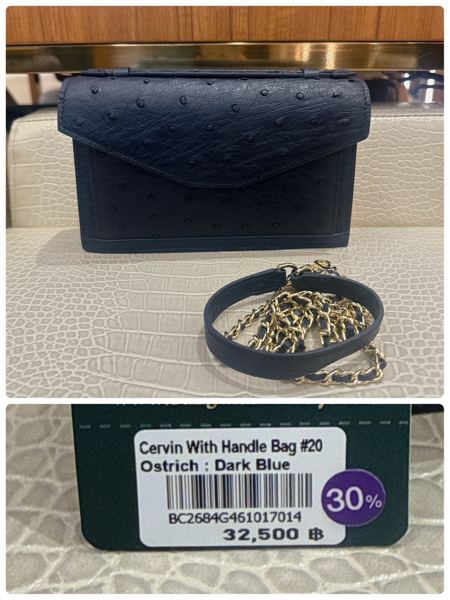 Cervin With Handle Bag #20
Ostrich : Dark Blue
30%
BC2684G461017014
32,500 ฿